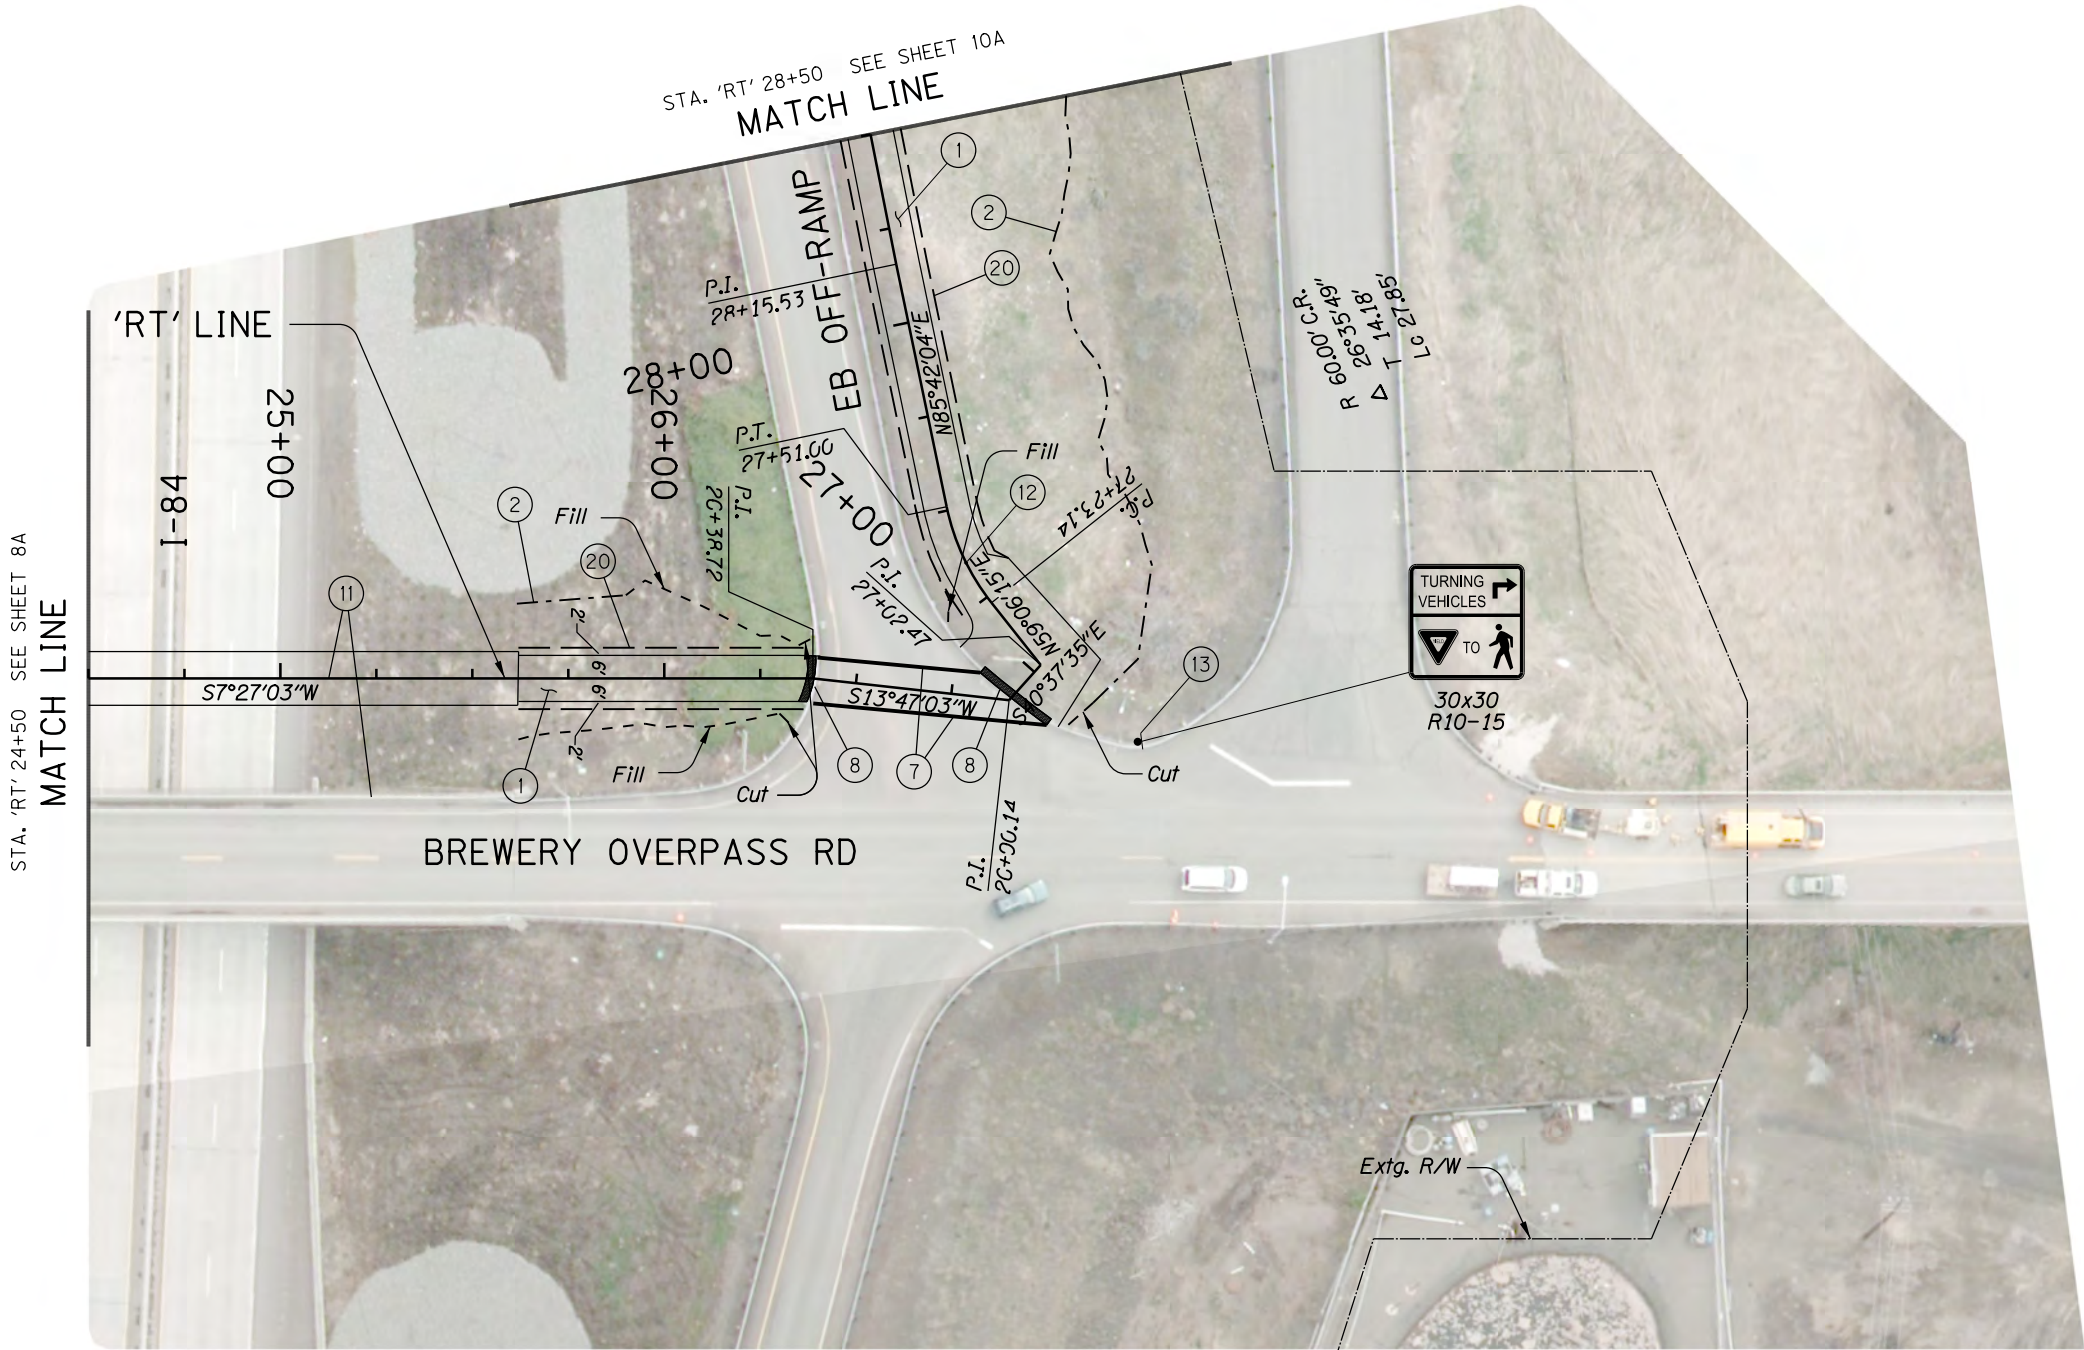 STA. 'RT' 28+50 SEE SHEET 10A
MATCH LINE
'RT' LINE
25+00
I-84
STA. 'RT' 24+50 SEE SHEET 8A
MATCH LINE
11
S7°27'03"W
2
Fill
20
2'
6'
6'
2'
1
Fill
Cut
28+00
26+00
P.I.
28+15.53
EB OFF-RAMP
P.T.
27+51.00
27+00
P.I.
27+02.47
8
S13°47'03"W
7
8
1
2
20
N85°42'04"E
Fill
12
P.C.
27+23.14
N59°06'15"E
Cut
13
R 60.00' C.R.
Δ 26°35'49"
T 14.18'
Lc 27.85'
TURNING
VEHICLES
YIELD
TO
30x30
R10-15
BREWERY OVERPASS RD
P.I.
Extg. R/W